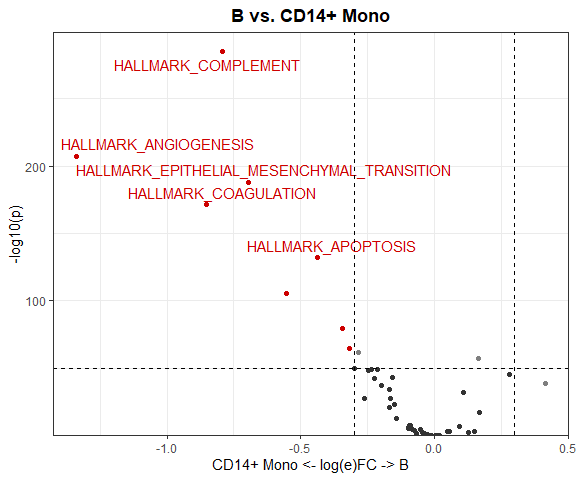 B vs. CD14+ Mono
HALLMARK_COMPLEMENT
HALLMARK_ANGIOGENESIS
HALLMARK_EPITHELIAL_MESENCHYMAL_TRANSITION
HALLMARK_COAGULATION
HALLMARK_APOPTOSIS
-log10(p)
200
100
-1.0 -0.5 0.0 0.5
CD14+ Mono <- log(e)FC -> B